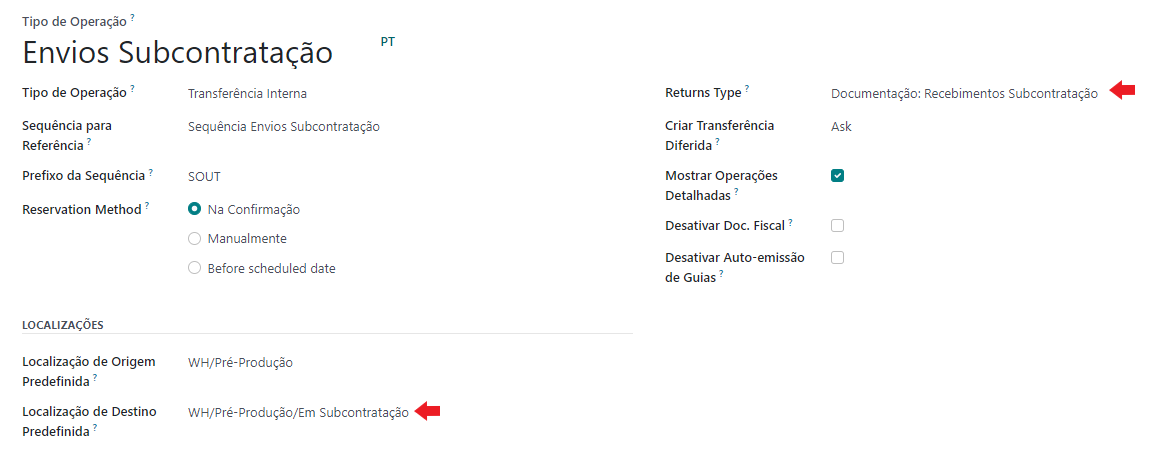 Tipo de Operação ?
Envios Subcontratação PT
Tipo de Operação ? Transferência Interna
Sequência para
Referência ? Sequência Envios Subcontratação
Prefixo da Sequência ? SOUT
Reservation Method ? Na Confirmação
Manualmente
Before scheduled date
Returns Type ? Documentação: Recebimentos Subcontratação
Criar Transferência
Diferida ? Ask
Mostrar Operações
Detalhadas ?
Desativar Doc. Fiscal ?
Desativar Auto-emissão
de Guias ?
LOCALIZAÇÕES
Localização de Origem
Predefinida ? WH/Pré-Produção
Localização de Destino
Predefinida ? WH/Pré-Produção/Em Subcontratação